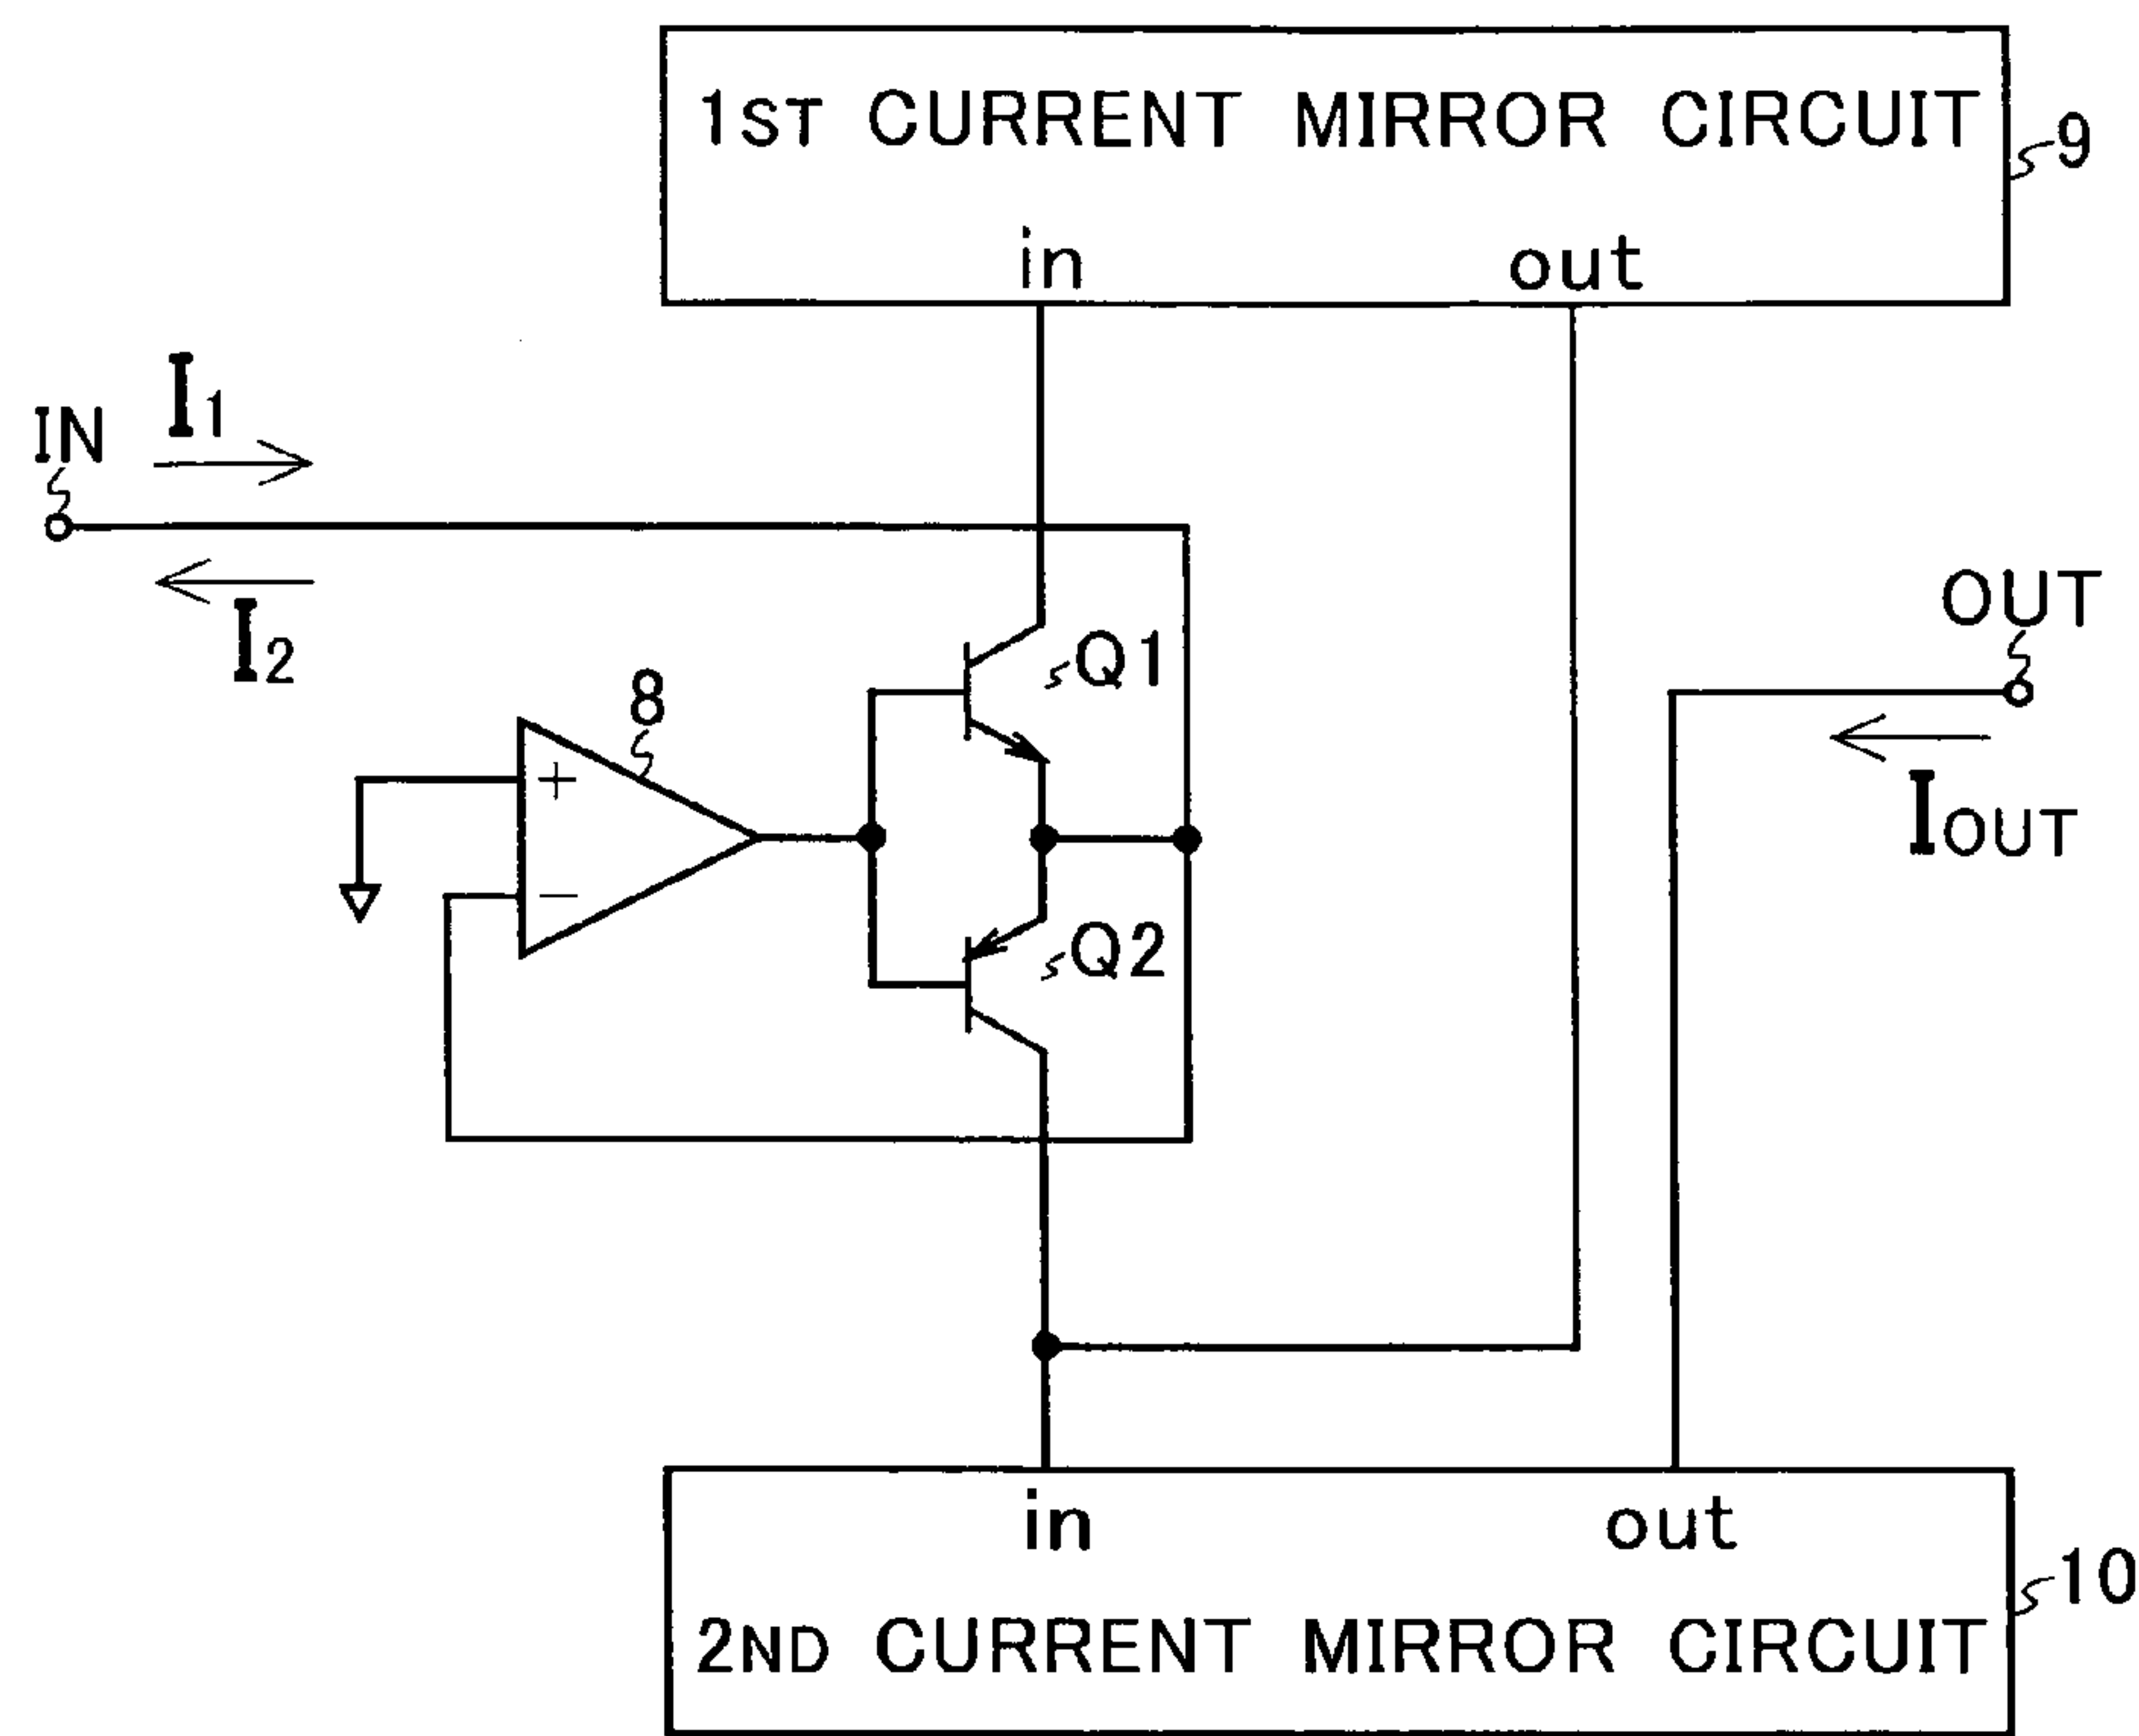 1ST CURRENT MIRROR CIRCUIT
9
in out
I1
IN
I2
OUT
Q1
8
+
IOUT
−
Q2
in out
10
2ND CURRENT MIRROR CIRCUIT